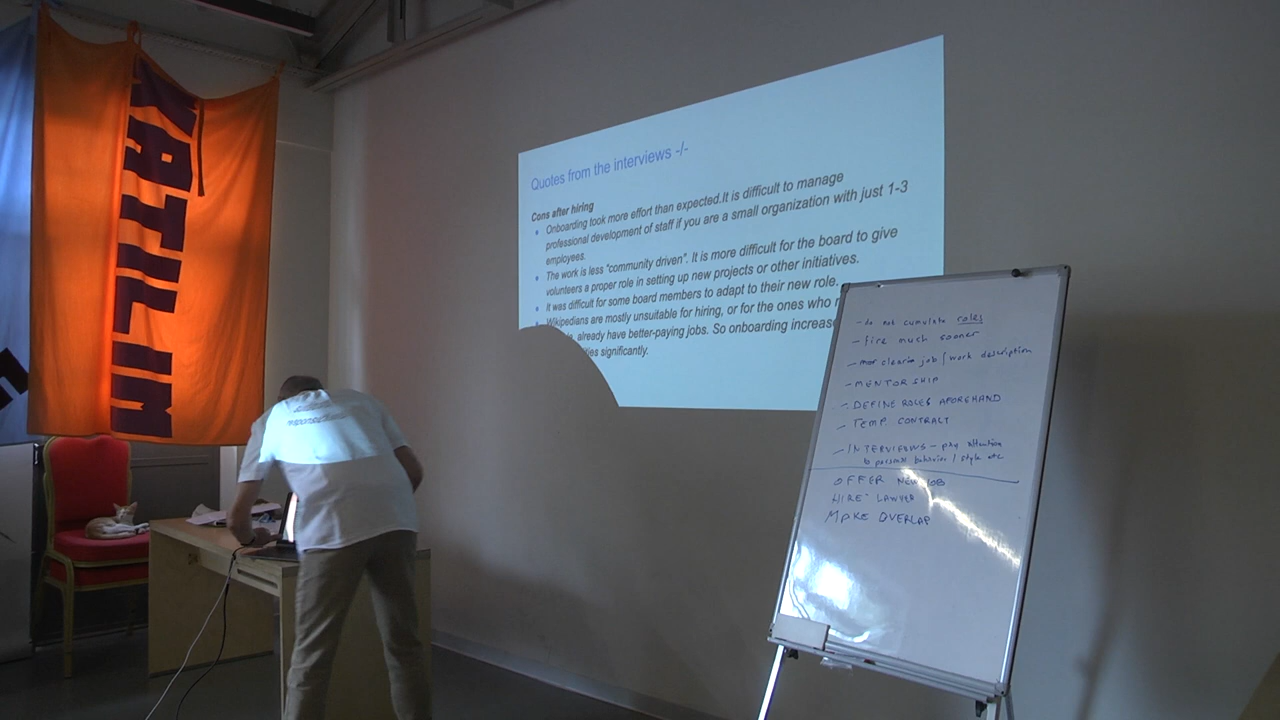 KATILIM
Quotes from the interviews -/-
Cons after hiring
Onboarding took more effort than expected.It is difficult to manage
professional development of staff if you are a small organization with just 1-3
employees.
The work is less "community driven". It is more difficult for the board to give
volunteers a proper role in setting up new projects or other initiatives.
It was difficult for some board members to adapt to their new role.
Wikipedians are mostly unsuitable for hiring, or for the ones who
already have better-paying jobs. So onboarding
significantly.
- do not cumulate roles
- fire much sooner
- job / work description
- MENTORSHIP
- DEFINE ROLES AFOREHAND
- TEMP. CONTRACT
- INTERVIEWS - pay attention
to personal behavior / style etc
OFFER NEW JOB
HIRE LAWYER
MAKE OVERLAP